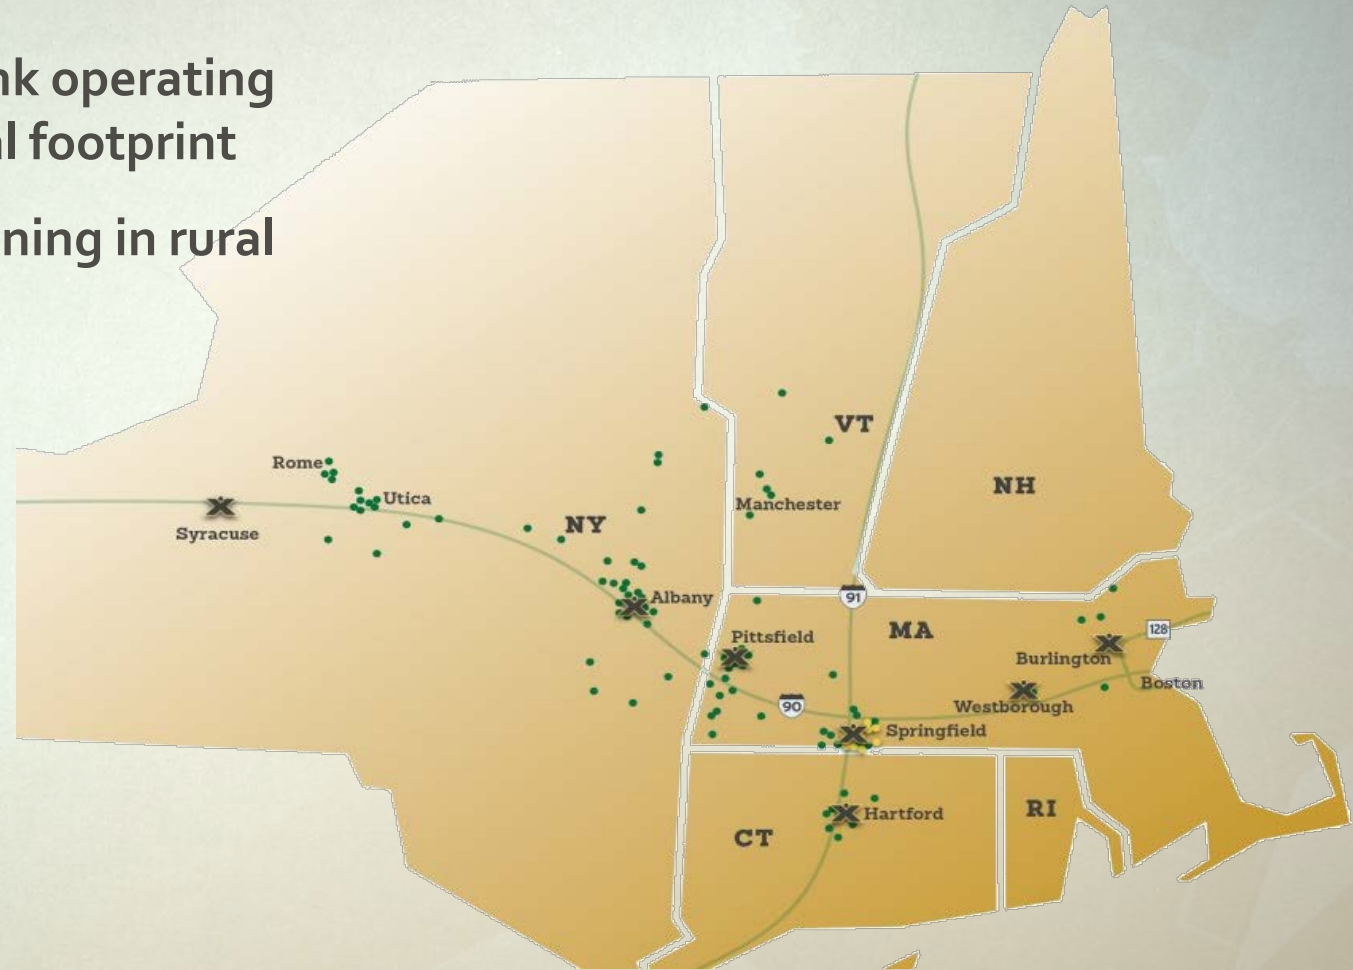 nk operating
al footprint
ning in rural
VT
Rome
NH
Utica
Manchester
NY
Syracuse
Albany
91
MA
128
Pittsfield
Burlington
Boston
90
Westborough
Springfield
RI
Hartford
CT